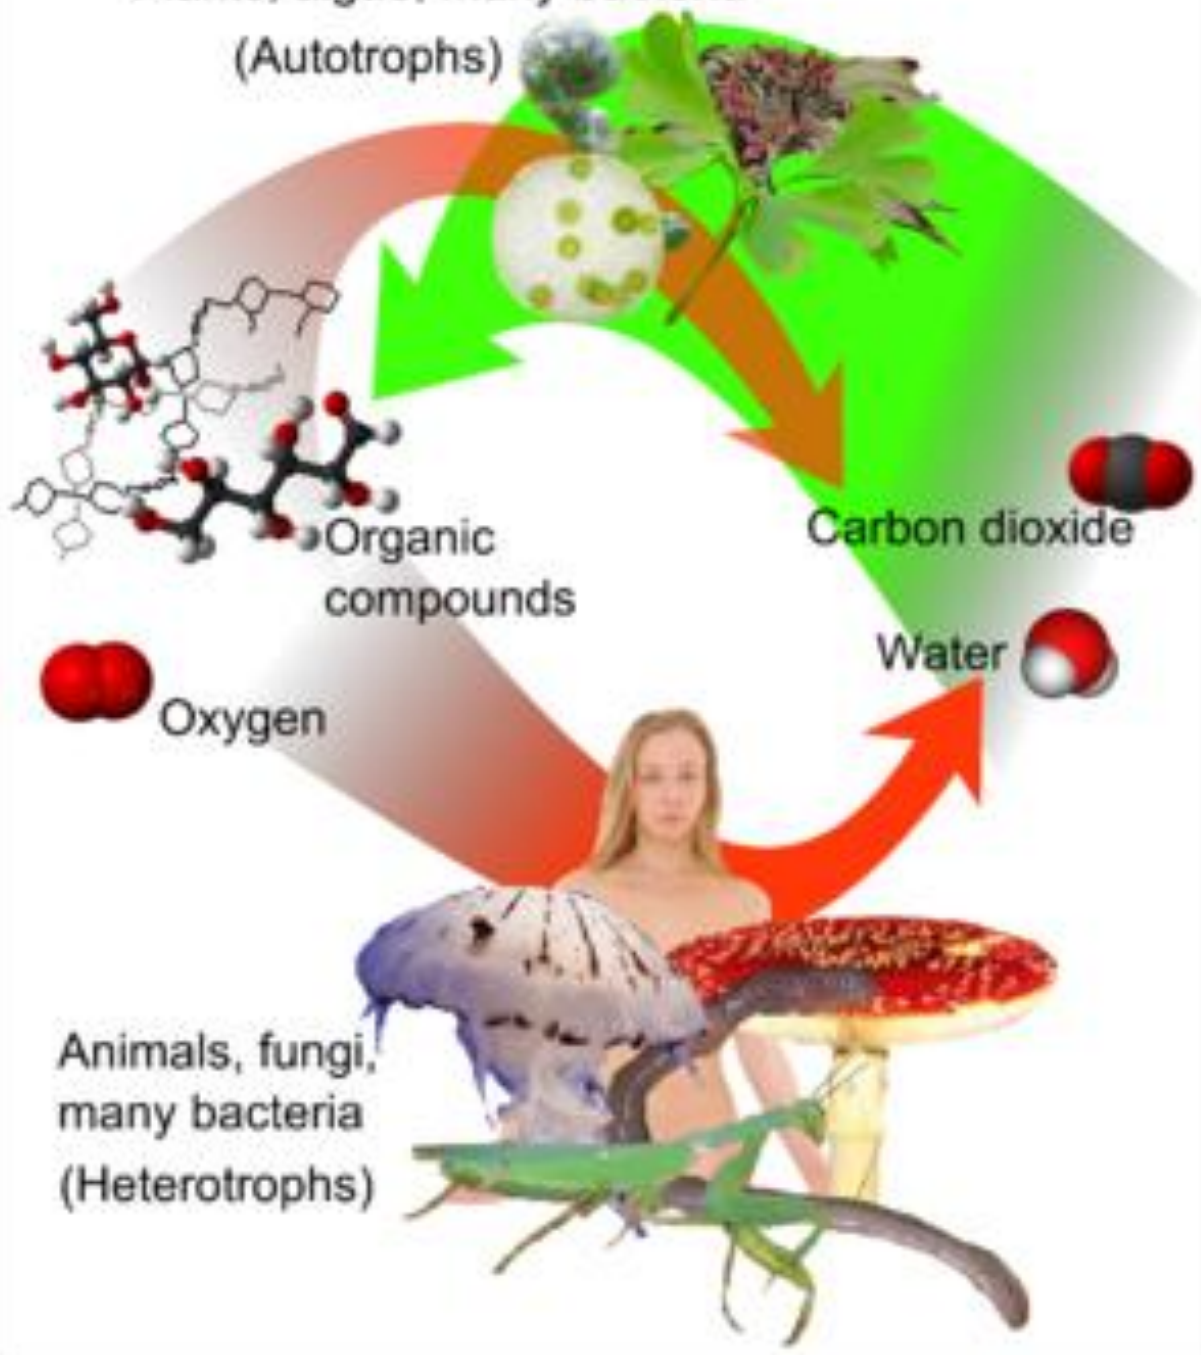 (Autotrophs)
Organic
compounds
Carbon dioxide
Water
Oxygen
Animals, fungi,
many bacteria
(Heterotrophs)